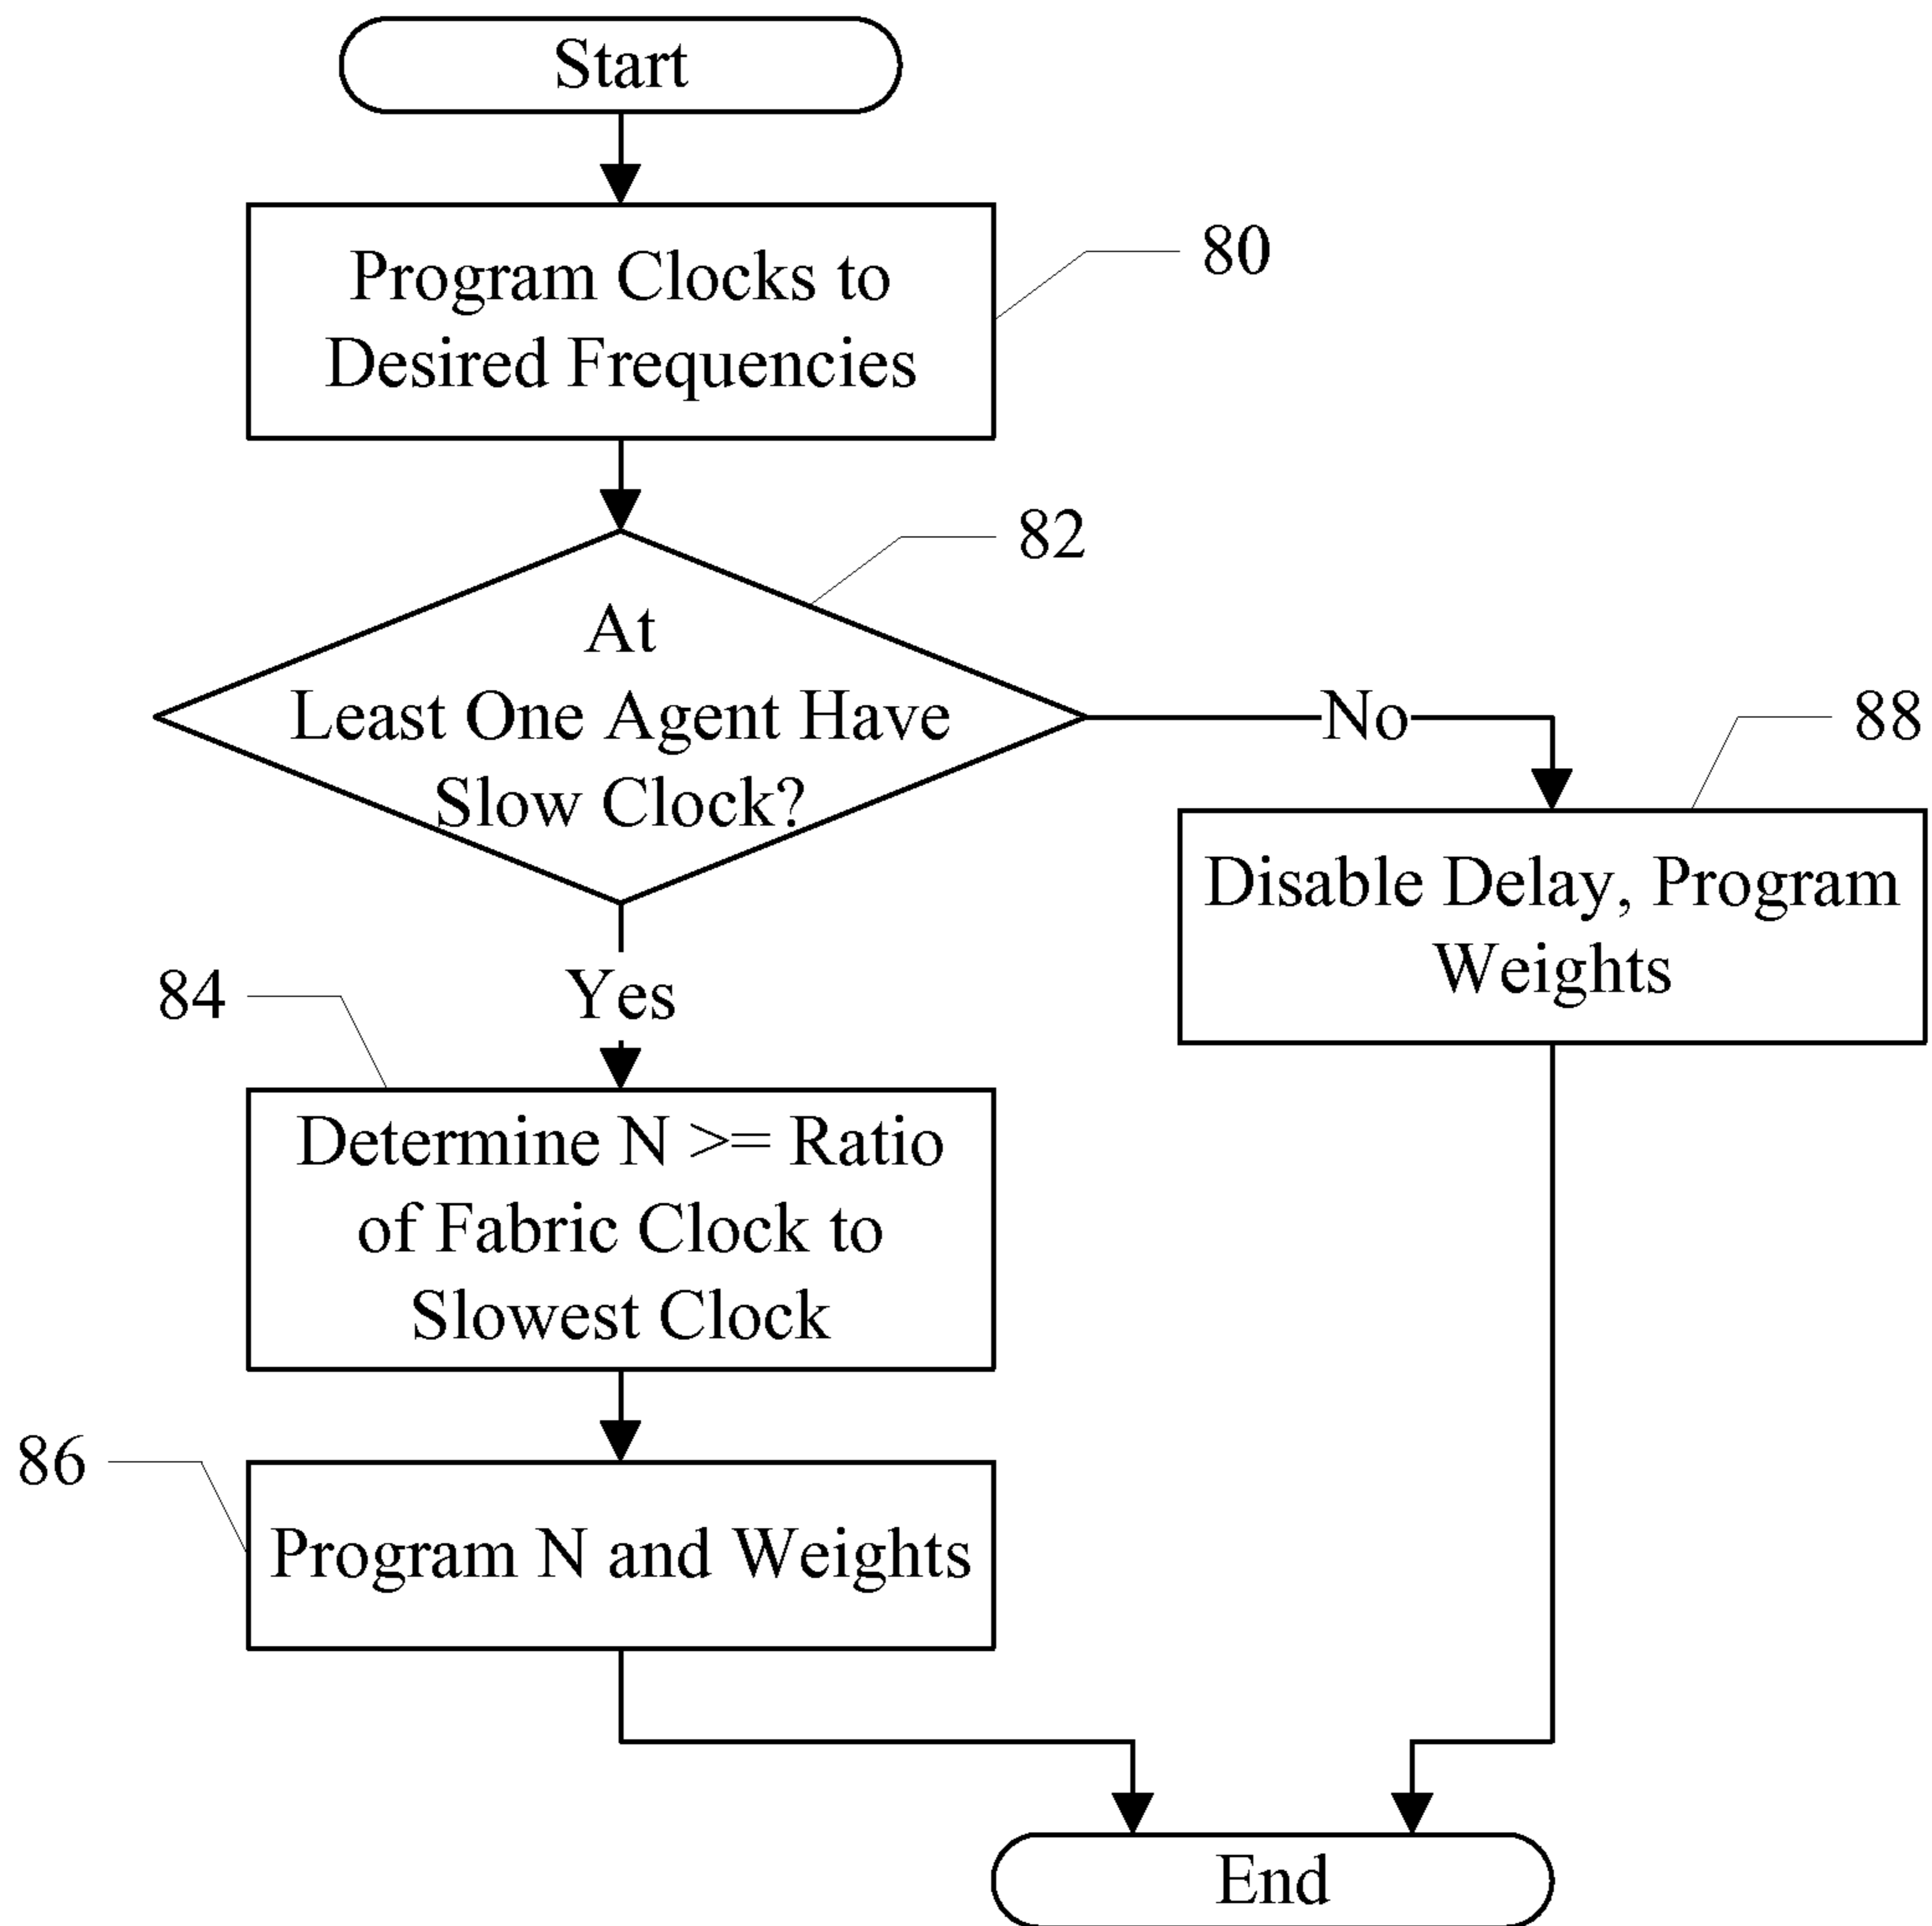 Start
Program Clocks to
Desired Frequencies
80
82
At
Least One Agent Have
Slow Clock?
No
88
Disable Delay, Program
Weights
84
Yes
Determine N >= Ratio
of Fabric Clock to
Slowest Clock
86
Program N and Weights
End